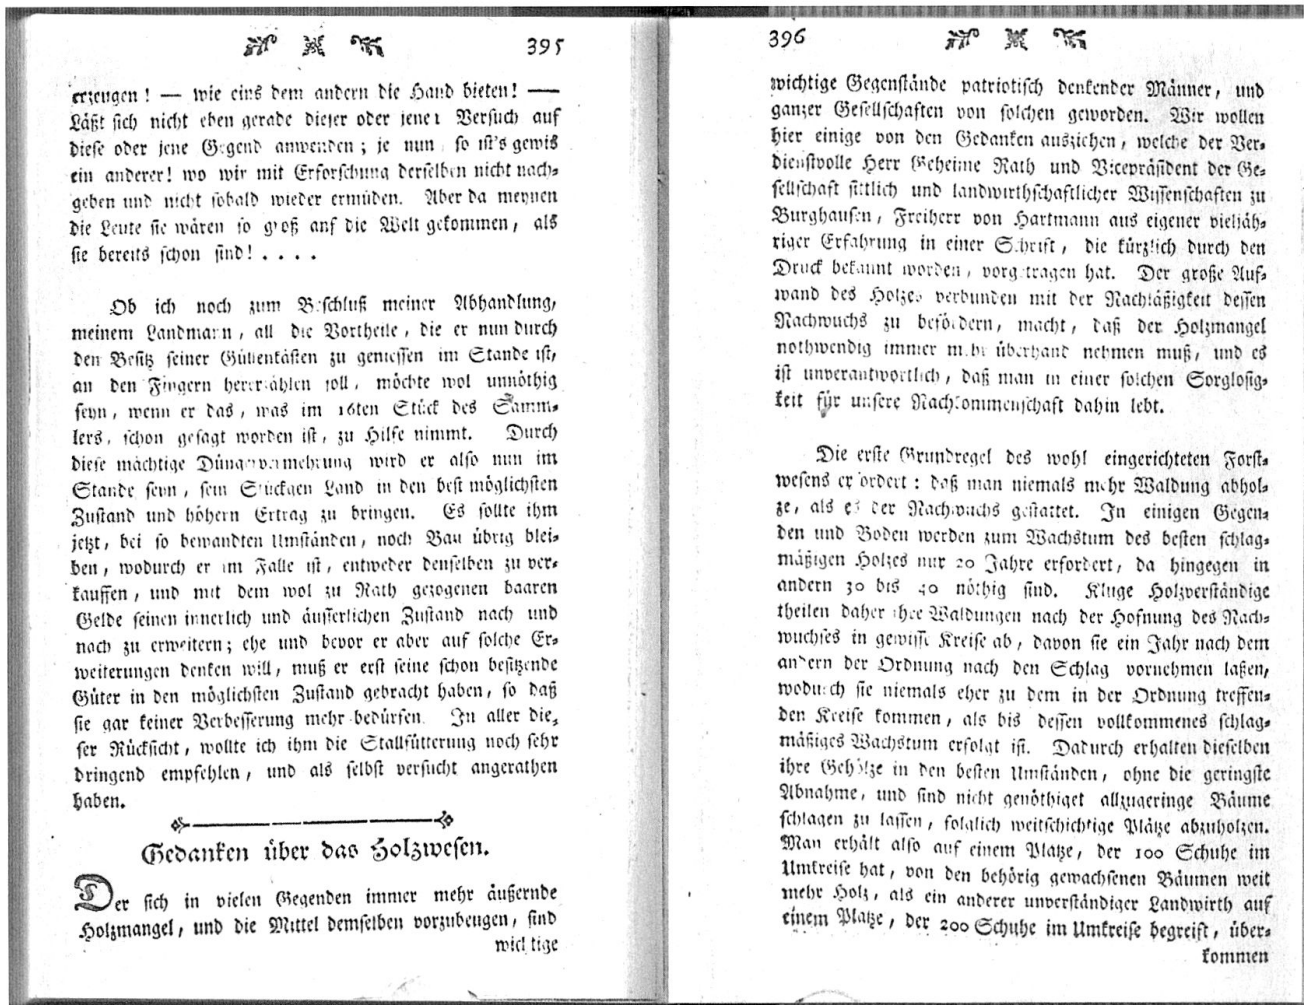 395
erzeugen! — wie eins dem andern die Hand bieten! —
Läßt sich nicht eben gerade dieser oder jener Versuch auf
diese oder jene Gegend anwenden; je nun so ist's gewis
ein anderer! wo wir mit Erforschung derselben nicht nach-
geben und nicht sobald wieder ermüden. Aber da meynen
die Leute sie wären so groß auf die Welt gekommen, als
sie bereits schon sind! . . . .
Ob ich noch zum Beschluß meiner Abhandlung,
meinem Landmann, all die Vortheile, die er nun durch
den Besitz seiner Güllenkästen zu geniessen im Stande ist,
an den Fingern hererzählen soll, möchte wol unnöthig
seyn, wenn er das, was im 16ten Stück des Samm-
lers, schon gesagt worden ist, zu Hilfe nimmt. Durch
diese mächtige Düngervermehrung wird er also nun im
Stande seyn, sein Stückgen Land in den best möglichsten
Zustand und höhern Ertrag zu bringen. Es sollte ihm
jetzt, bei so bewandten Umständen, noch Bau übrig blei-
ben, wodurch er im Falle ist, entweder denselben zu ver-
kauffen, und mit dem wol zu Rath gezogenen baaren
Gelde seinen innerlich und äusserlichen Zustand nach und
nach zu erweitern; ehe und bevor er aber auf solche Er-
weiterungen denken will, muß er erst seine schon besitzende
Güter in den möglichsten Zustand gebracht haben, so daß
sie gar keiner Verbesserung mehr bedürfen. In aller die-
ser Rücksicht, wollte ich ihm die Stallfütterung noch sehr
dringend empfehlen, und als selbst versucht angerathen
haben.
Gedanken über das Holzwesen.
Der sich in vielen Gegenden immer mehr äußernde
Holzmangel, und die Mittel demselben vorzubeugen, sind
wichtige
396
wichtige Gegenstände patriotisch denkender Männer, und
ganzer Gesellschaften von solchen geworden. Wir wollen
hier einige von den Gedanken ausziehen, welche der Ver-
dienstvolle Herr Geheime Rath und Vicepräsident der Ge-
sellschaft sittlich und landwirthschaftlicher Wissenschaften zu
Burghausen, Freiherr von Hartmann aus eigener vieljäh-
riger Erfahrung in einer Schrift, die kürzlich durch den
Druck bekannt worden, vorgetragen hat. Der große Auf-
wand des Holzes verbunden mit der Nachläßigkeit dessen
Nachwuchs zu befördern, macht, daß der Holzmangel
nothwendig immer mehr überhand nehmen muß, und es
ist unverantwortlich, daß man in einer solchen Sorglosig-
keit für unsere Nachkommenschaft dahin lebt.
Die erste Grundregel des wohl eingerichteten Forst-
wesens erfordert: daß man niemals mehr Waldung abhol-
ze, als es der Nachwuchs gestattet. In einigen Gegen-
den und Boden werden zum Wachstum des besten schlag-
mäßigen Holzes nur 20 Jahre erfordert, da hingegen in
andern 30 bis 40 nöthig sind. Kluge Holzverständige
theilen daher ihre Waldungen nach der Hofnung des Nach-
wuchses in gewisse Kreise ab, davon sie ein Jahr nach dem
andern der Ordnung nach den Schlag vornehmen laßen,
wodurch sie niemals eher zu dem in der Ordnung treffen-
den Kreise kommen, als bis dessen vollkommenes schlag-
mäßiges Wachstum erfolgt ist. Dadurch erhalten dieselben
ihre Gehölze in den besten Umständen, ohne die geringste
Abnahme, und sind nicht genöthiget allzugeringe Bäume
schlagen zu lassen, folglich weitschichtige Plätze abzuholzen.
Man erhält also auf einem Platze, der 100 Schuhe im
Umkreise hat, von den behörig gewachsenen Bäumen weit
mehr Holz, als ein anderer unverständiger Landwirth auf
einem Platze, der 200 Schuhe im Umkreise begreift, über-
kommen